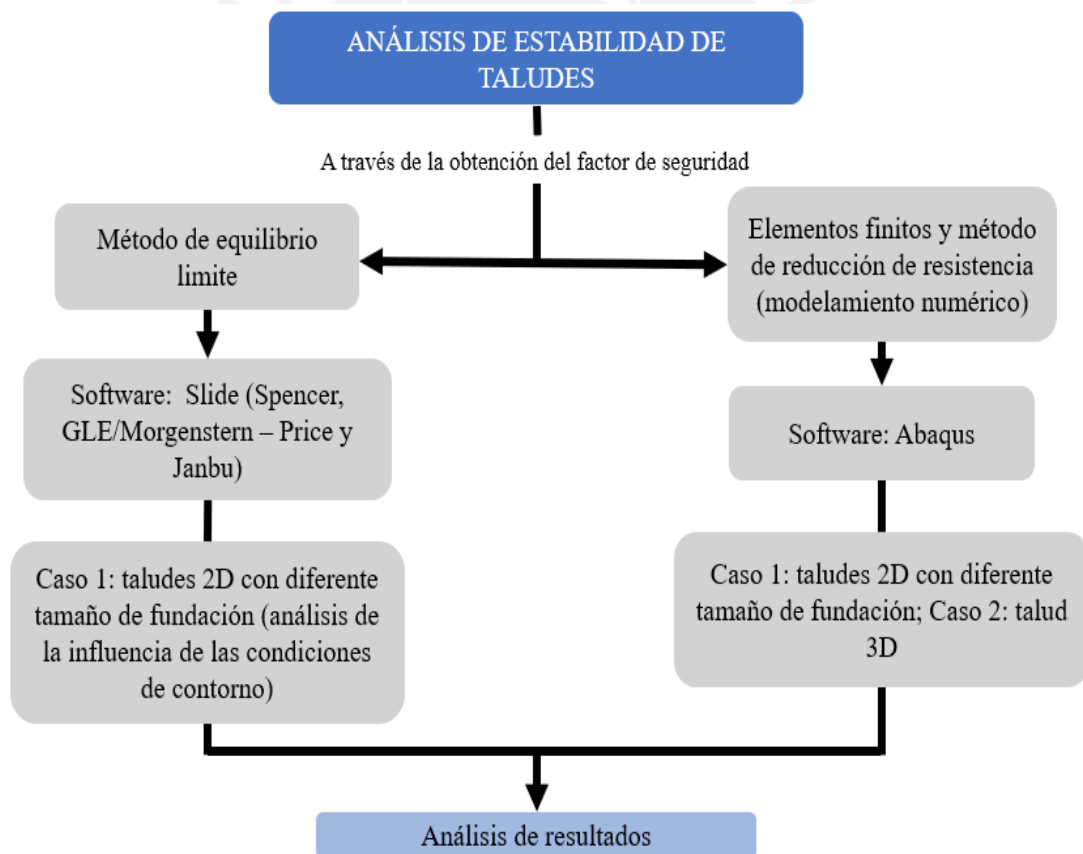 ANÁLISIS DE ESTABILIDAD DE
TALUDES
A través de la obtención del factor de seguridad
Método de equilibrio
limite
Software:  Slide (Spencer,
GLE/Morgenstern – Price y
Janbu)
Caso 1: taludes 2D con diferente
tamaño de fundación (análisis de
la influencia de las condiciones
de contorno)
Elementos finitos y método
de reducción de resistencia
(modelamiento numérico)
Software: Abaqus
Caso 1: taludes 2D con diferente
tamaño de fundación; Caso 2: talud
3D
Análisis de resultados